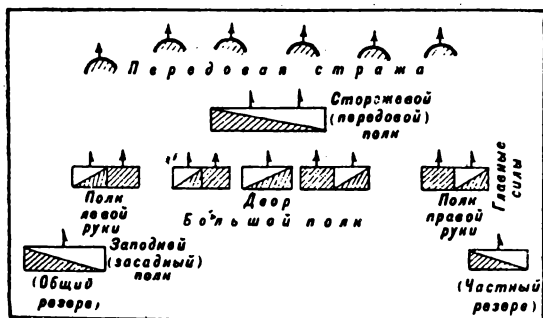 Передовая стража
Сторожевой
(передовой)
полк
Полк
левой
руки
Двор
Большой полк
Полк
правой
руки
Главные
силы
Западней
(засадный)
полк
(Общий
резерв)
(Частный
резерв)